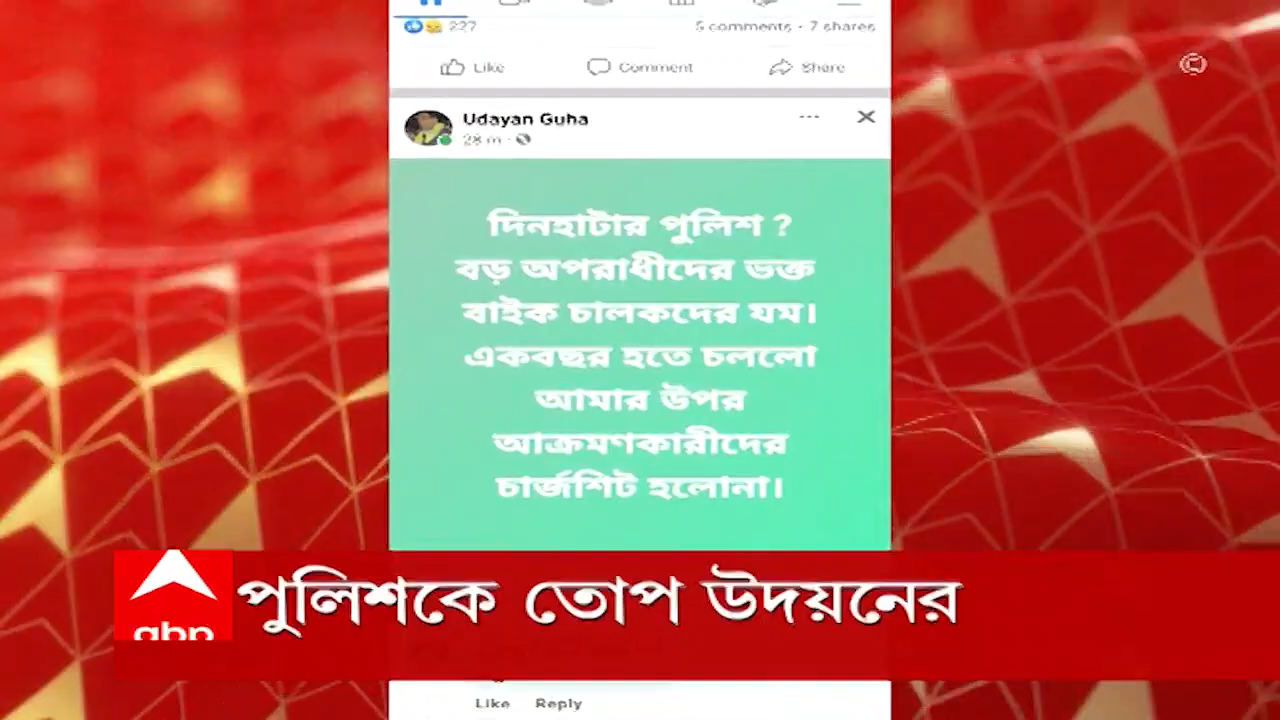 227
5 comments · 7 shares
Like
Comment
Share
Udayan Guha
28 m ·
দিনহাটার পুলিশ ?
বড় অপরাধীদের ভক্ত
বাইক চালকদের যম।
একবছর হতে চললো
আমার উপর
আক্রমণকারীদের
চার্জশিট হলোনা।
abp
পুলিশকে তোপ উদয়নের
Like Reply